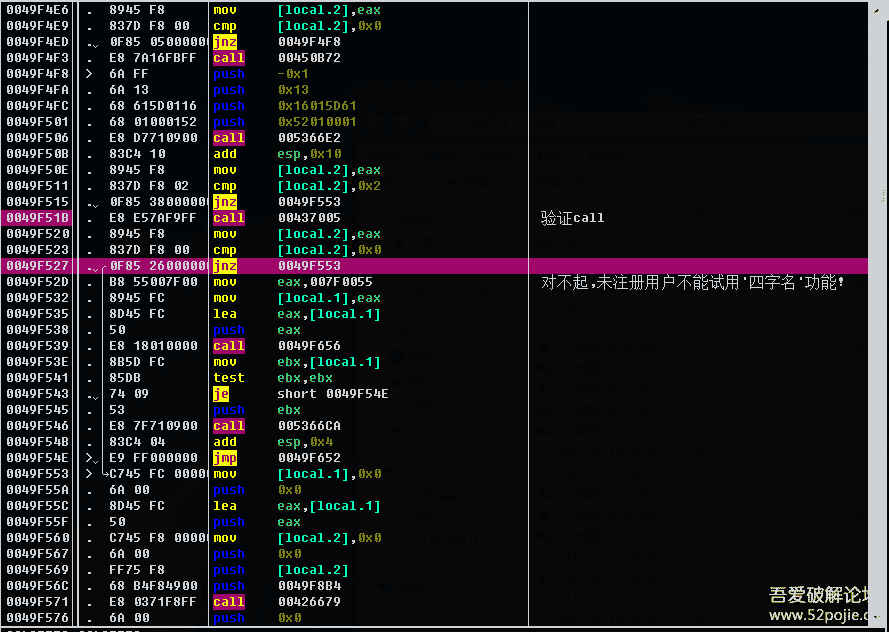 0049F4E6 . 8945 F8 mov [local.2],eax
0049F4E9 . 837D F8 00 cmp [local.2],0x0
0049F4ED . 0F85 05000000 jnz 0049F4F8
0049F4F3 . E8 7A16FBFF call 00450B72
0049F4F8 > 6A FF push -0x1
0049F4FA . 6A 13 push 0x13
0049F4FC . 68 615D0116 push 0x16015D61
0049F501 . 68 01000152 push 0x52010001
0049F506 . E8 D7710900 call 005366E2
0049F50B . 83C4 10 add esp,0x10
0049F50E . 8945 F8 mov [local.2],eax
0049F511 . 837D F8 02 cmp [local.2],0x2
0049F515 . 0F85 38000000 jnz 0049F553
0049F51B . E8 E57AF9FF call 00437005 验证call
0049F520 . 8945 F8 mov [local.2],eax
0049F523 . 837D F8 00 cmp [local.2],0x0
0049F527 . 0F85 26000000 jnz 0049F553
0049F52D . B8 55007F00 mov eax,007F0055 对不起,未注册用户不能试用'四字名'功能!
0049F532 . 8945 FC mov [local.1],eax
0049F535 . 8D45 FC lea eax,[local.1]
0049F538 . 50 push eax
0049F539 . E8 18010000 call 0049F656
0049F53E . 8B5D FC mov ebx,[local.1]
0049F541 . 85DB test ebx,ebx
0049F543 . 74 09 je short 0049F54E
0049F545 . 53 push ebx
0049F546 . E8 7F710900 call 005366CA
0049F54B . 83C4 04 add esp,0x4
0049F54E > E9 FF000000 jmp 0049F652
0049F553 > C745 FC 0000 mov [local.1],0x0
0049F55A . 6A 00 push 0x0
0049F55C . 8D45 FC lea eax,[local.1]
0049F55F . 50 push eax
0049F560 . C745 F8 0000 mov [local.2],0x0
0049F567 . 6A 00 push 0x0
0049F569 . FF75 F8 push [local.2]
0049F56C . 68 B4F84900 push 0049F8B4
0049F571 . E8 0371F8FF call 00426679
0049F576 . 6A 00 push 0x0
吾爱破解论坛
www.52pojie.c